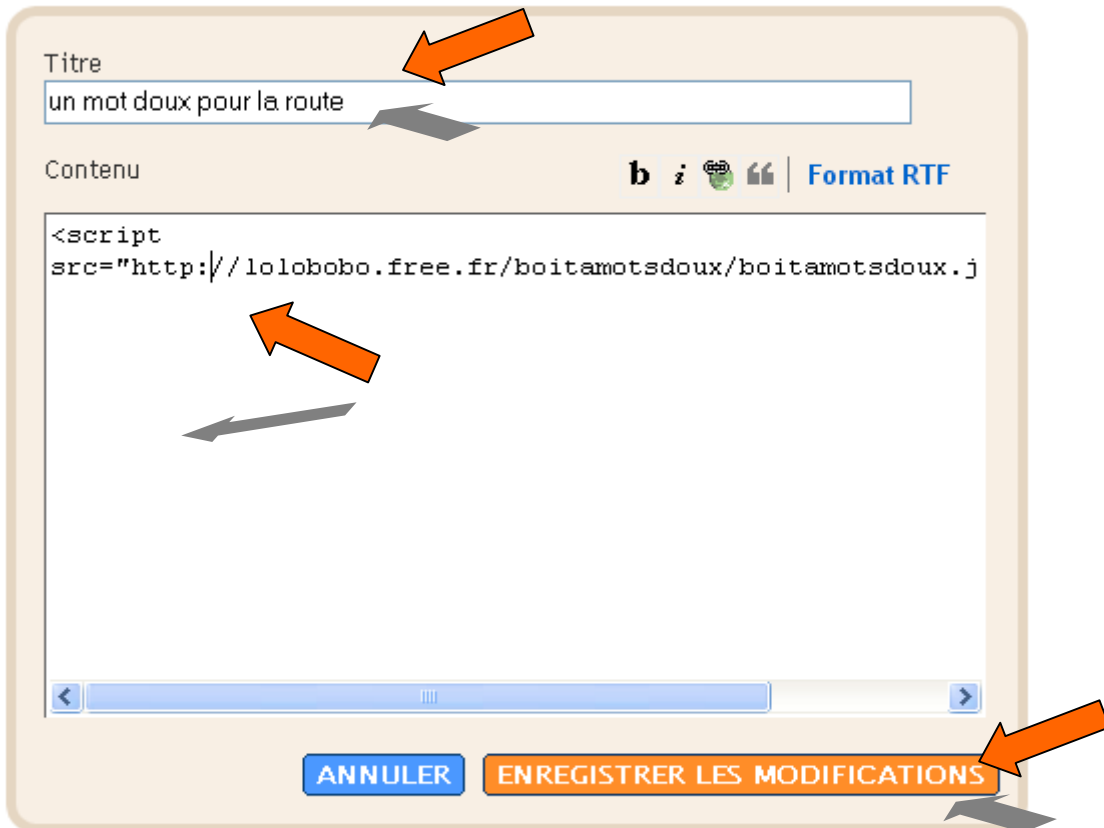 Titre
un mot doux pour la route
Contenu
b i Format RTF
<script
src="http://lolobobo.free.fr/boitamotsdoux/boitamotsdoux.j
ANNULER ENREGISTRER LES MODIFICATIONS